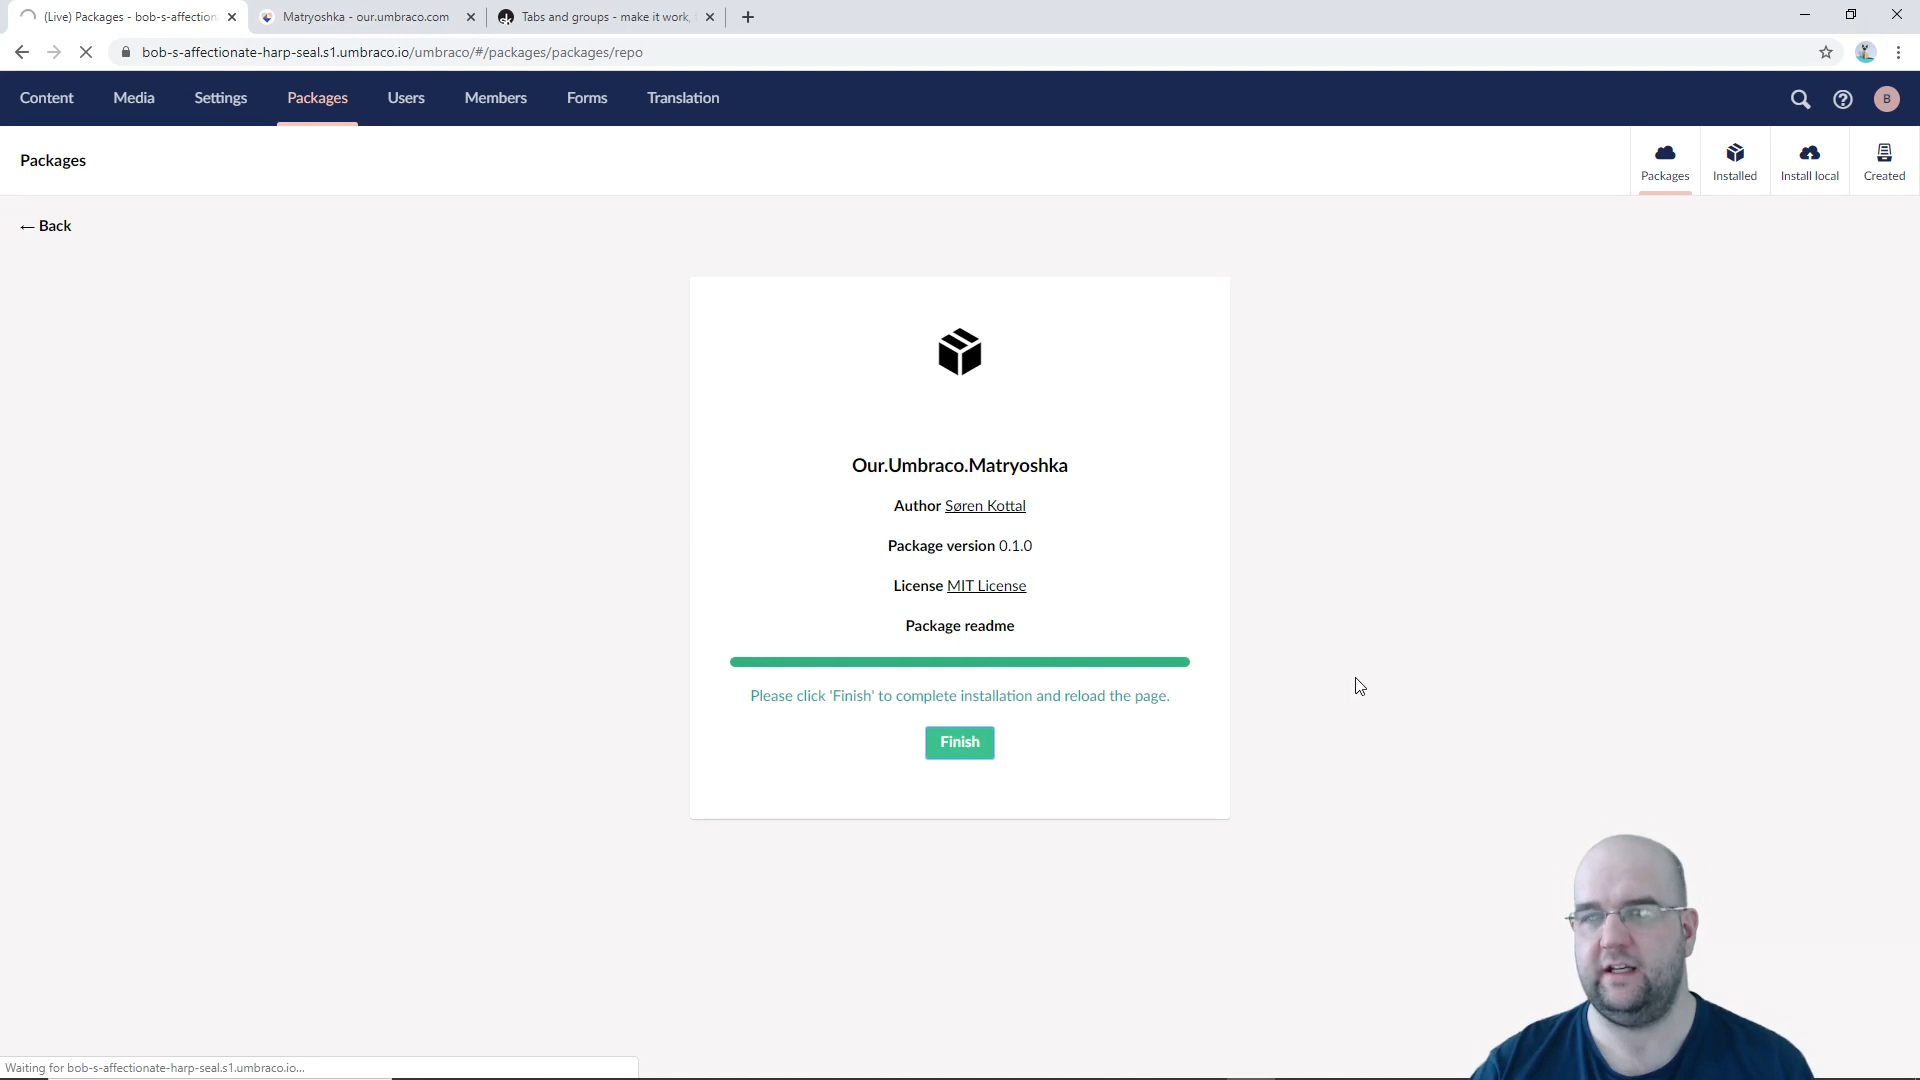 (Live) Packages - bob-s-affection
Matryoshka - our.umbraco.com
Tabs and groups - make it work,
bob-s-affectionate-harp-seal.s1.umbraco.io/umbraco/#/packages/packages/repo
Content
Media
Settings
Packages
Users
Members
Forms
Translation
B
Packages
Packages
Installed
Install local
Created
← Back
Our.Umbraco.Matryoshka
Author Søren Kottal
Package version 0.1.0
License MIT License
Package readme
Please click 'Finish' to complete installation and reload the page.
Finish
Waiting for bob-s-affectionate-harp-seal.s1.umbraco.io...